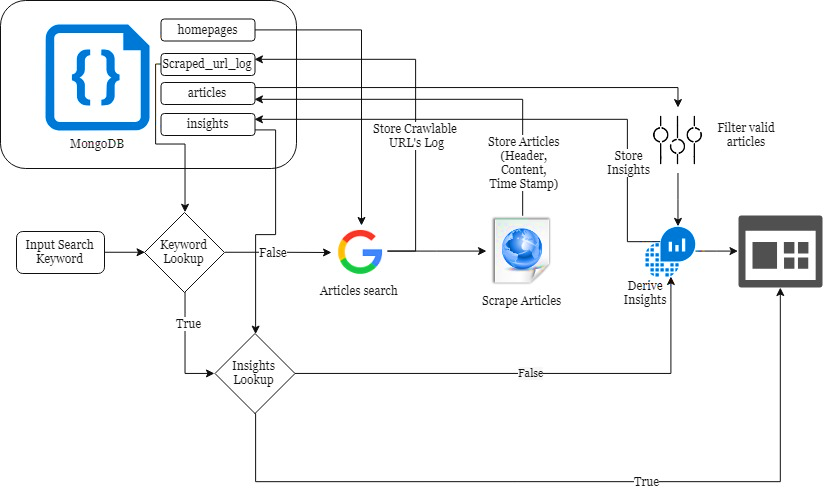 homepages
Scraped_url_log
articles
insights
MongoDB
Store Crawlable
URL's Log
Store Articles
(Header,
Content,
Time Stamp)
Store
Insights
Filter valid
articles
Input Search
Keyword
Keyword
Lookup
False
Articles search
Scrape Articles
Derive
Insights
True
Insights
Lookup
False
True